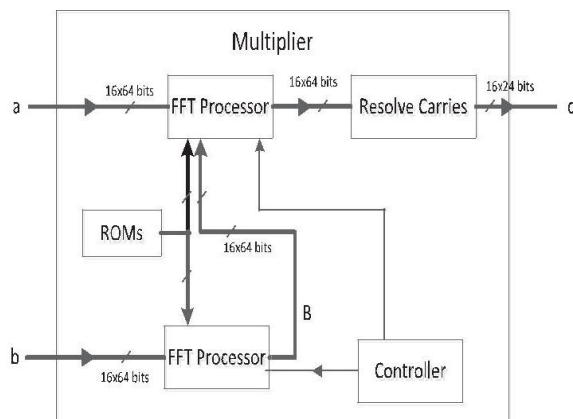 Multiplier
16x64 bits
16x64 bits
16x24 bits
a
FFT Processor
Resolve Carries
ROMs
16x64 bits
B
b
FFT Processor
16x64 bits
Controller